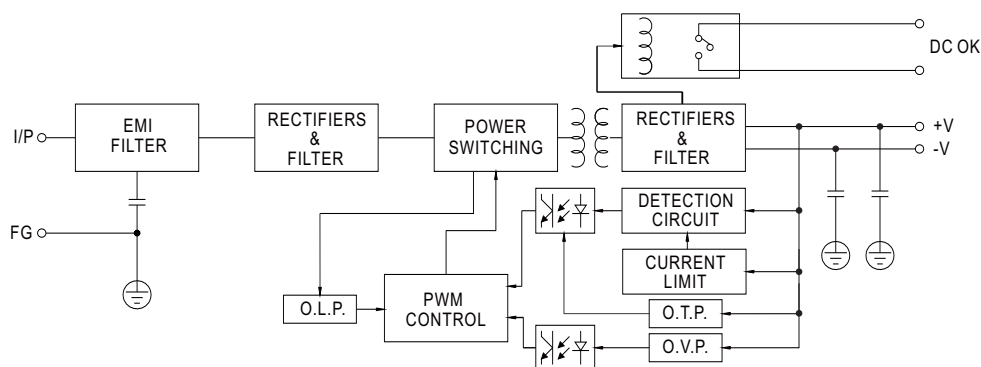 DC OK
I/P
EMI
FILTER
RECTIFIERS
&
FILTER
POWER
SWITCHING
RECTIFIERS
&
FILTER
+V
-V
DETECTION
CIRCUIT
FG
CURRENT
LIMIT
O.L.P.
PWM
CONTROL
O.T.P.
O.V.P.